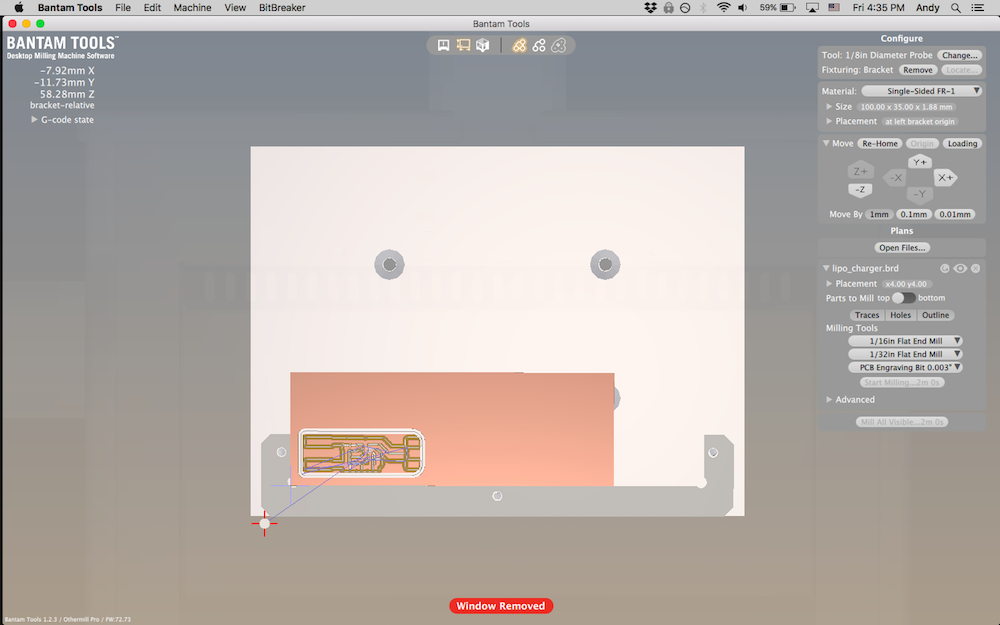 Bantam Tools File Edit Machine View BitBreaker 59% Fri 4:35 PM Andy
Bantam Tools
BANTAM TOOLS™
Desktop Milling Machine Software
-7.92mm X
-11.73mm Y
58.28mm Z
bracket-relative
G-code state
Configure
Tool: 1/8in Diameter Probe Change...
Fixturing: Bracket Remove Locate...
Material: Single-Sided FR-1
Size 100.00 x 35.00 x 1.88 mm
Placement at left bracket origin
Move Re-Home Origin Loading
Z+ Y+
-X X+
-Z -Y
Move By 1mm 0.1mm 0.01mm
Plans
Open Files...
lipo_charger.brd
Placement x4.00 y4.00
Parts to Mill top bottom
Traces Holes Outline
Milling Tools
1/16in Flat End Mill
1/32in Flat End Mill
PCB Engraving Bit 0.003"
Start Milling...2m 0s
Advanced
Mill All Visible...2m 0s
Window Removed
Bantam Tools 1.2.3 / Othermill Pro / FW:72.73